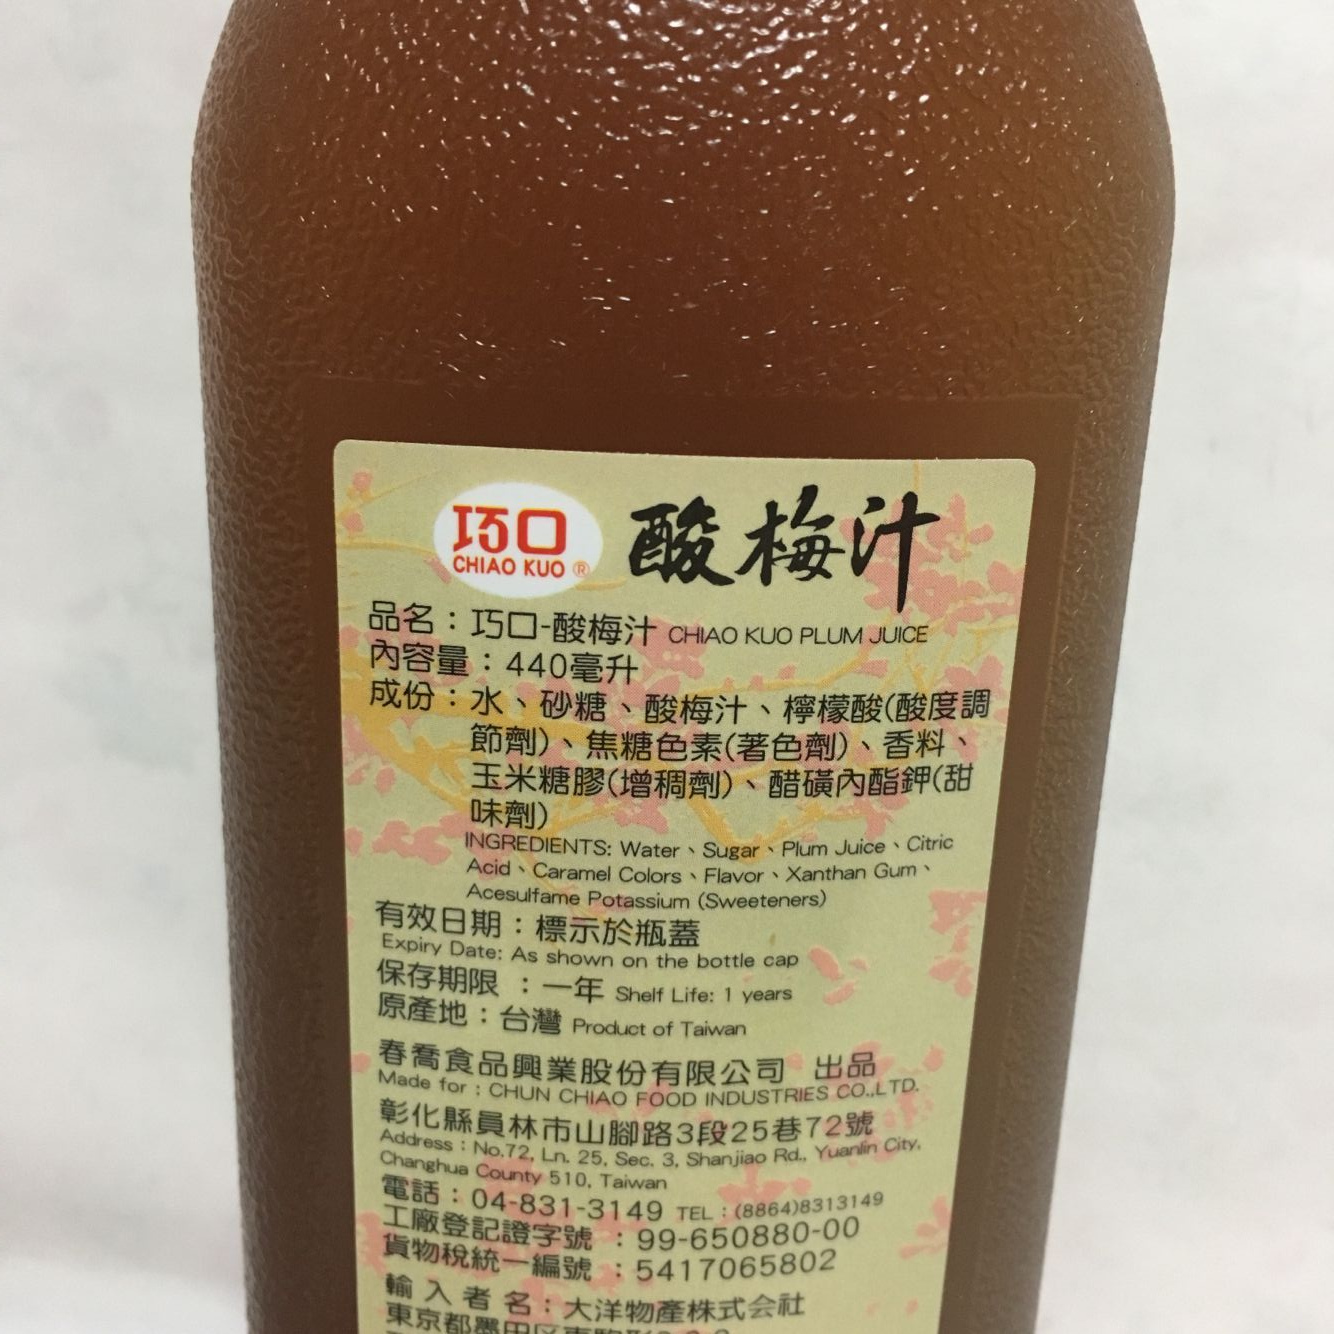 巧口 酸梅汁
CHIAO KUO ®
品名：巧口-酸梅汁 CHIAO KUO PLUM JUICE
內容量：440毫升
成份：水、砂糖、酸梅汁、檸檬酸(酸度調
節劑)、焦糖色素(著色劑)、香料、
玉米糖膠(增稠劑)、醋磺內酯鉀(甜
味劑)
INGREDIENTS: Water、Sugar、Plum Juice、Citric
Acid、Caramel Colors、Flavor、Xanthan Gum、
Acesulfame Potassium (Sweeteners)
有效日期：標示於瓶蓋
Expiry Date: As shown on the bottle cap
保存期限：一年 Shelf Life: 1 years
原產地：台灣 Product of Taiwan
春喬食品興業股份有限公司 出品
Made for：CHUN CHIAO FOOD INDUSTRIES CO.,LTD.
彰化縣員林市山腳路3段25巷72號
Address：No.72, Ln. 25, Sec. 3, Shanjiao Rd., Yuanlin City,
Changhua County 510, Taiwan
電話：04-831-3149 TEL：(8864)8313149
工廠登記證字號：99-650880-00
貨物稅統一編號：5417065802
輸入者名：大洋物產株式会社
東京都墨田区東駒形